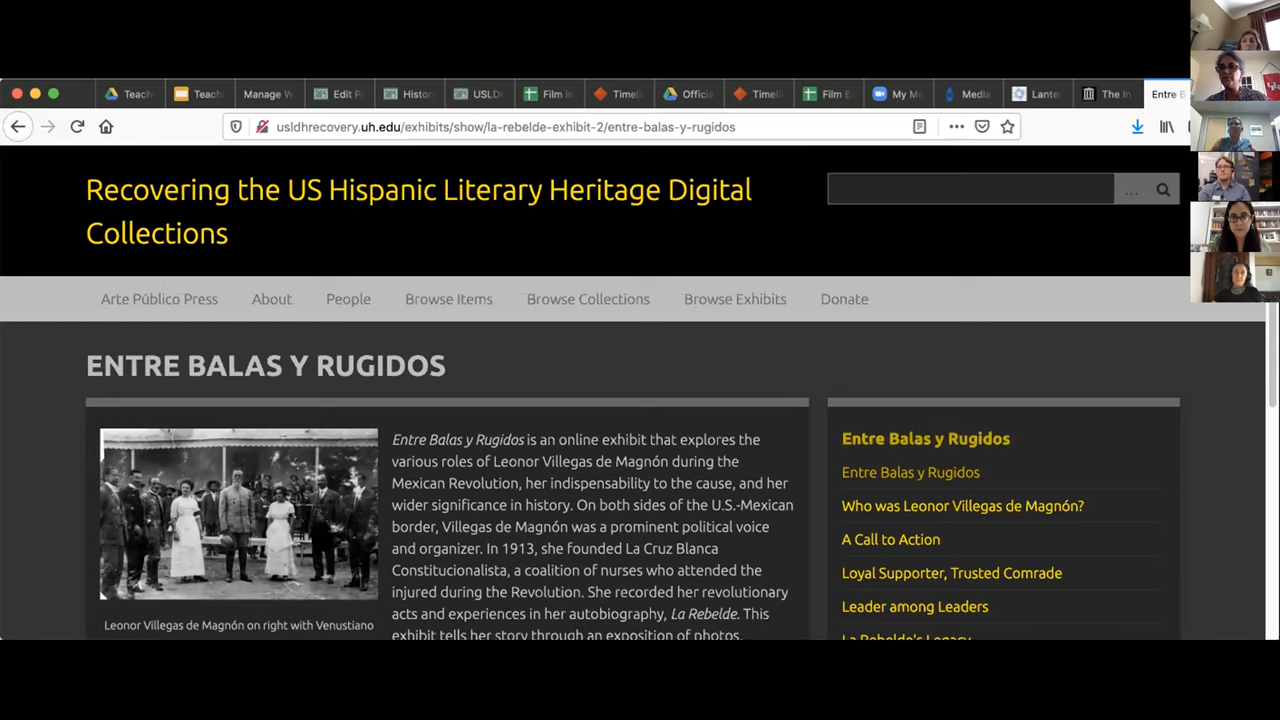 Teach
Teach
Manage W
Edit P
Histor
USLD
Film in
Timeli
Officia
Timeli
Film E
My Me
Media
Lante
The In
Entre B
usldhrecovery.uh.edu/exhibits/show/la-rebelde-exhibit-2/entre-balas-y-rugidos
Recovering the US Hispanic Literary Heritage Digital
Collections
...
Arte Público Press About People Browse Items Browse Collections Browse Exhibits Donate
ENTRE BALAS Y RUGIDOS
Entre Balas y Rugidos is an online exhibit that explores the
various roles of Leonor Villegas de Magnón during the
Mexican Revolution, her indispensability to the cause, and her
wider significance in history. On both sides of the U.S.-Mexican
border, Villegas de Magnón was a prominent political voice
and organizer. In 1913, she founded La Cruz Blanca
Constitucionalista, a coalition of nurses who attended the
injured during the Revolution. She recorded her revolutionary
acts and experiences in her autobiography, La Rebelde. This
exhibit tells her story through an exposition of photos,
Leonor Villegas de Magnón on right with Venustiano
Entre Balas y Rugidos
Entre Balas y Rugidos
Who was Leonor Villegas de Magnón?
A Call to Action
Loyal Supporter, Trusted Comrade
Leader among Leaders
La Rebelde's Legacy